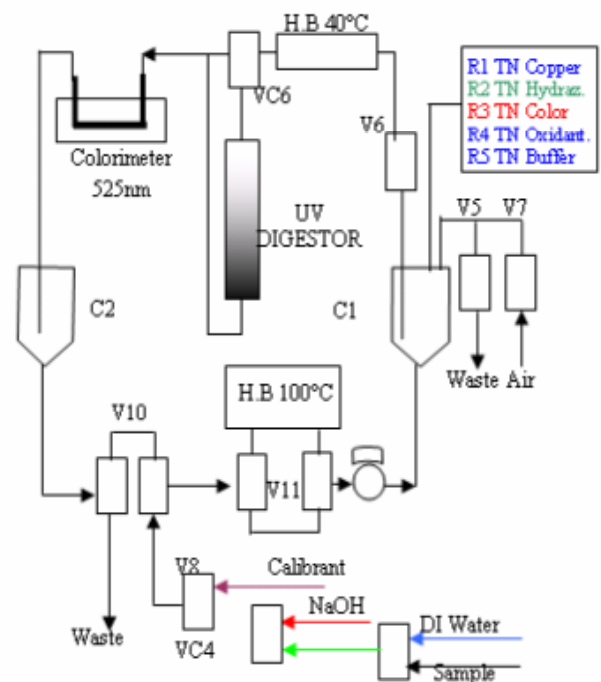 H.B 40°C
VC6
R1 TN Copper
R2 TN Hydraz.
R3 TN Color
R4 TN Oxidant.
R5 TN Buffer
Colorimeter
525nm
V6
UV
DIGESTOR
V5 V7
C2
C1
Waste Air
H.B 100°C
V10
V11
V8
Calibrant
NaOH
Waste
VC4
DI Water
Sample